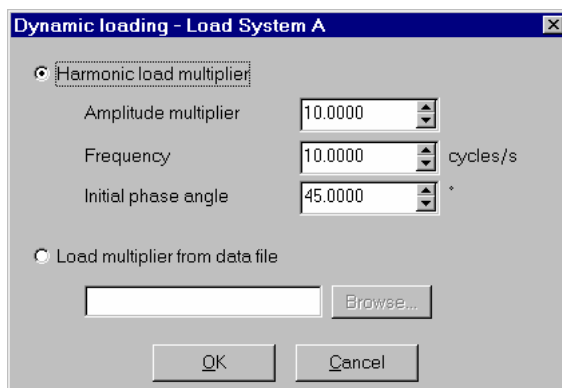 Dynamic loading - Load System A
Harmonic load multiplier
Amplitude multiplier 10.0000
Frequency 10.0000 cycles/s
Initial phase angle 45.0000 °
Load multiplier from data file
Browse...
OK Cancel